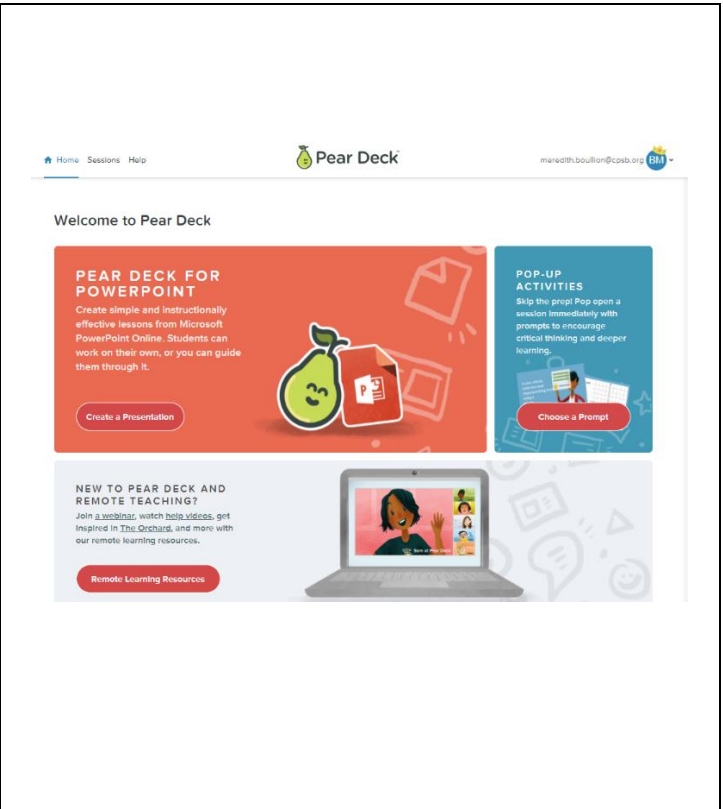 Home Sessions Help
Pear Deck
meredith.boullion@cpsb.org BM
Welcome to Pear Deck
PEAR DECK FOR
POWERPOINT
Create simple and instructionally
effective lessons from Microsoft
PowerPoint Online. Students can
work on their own, or you can guide
them through it.
P
Create a Presentation
POP-UP
ACTIVITIES
Skip the prep! Pop open a
session immediately with
prompts to encourage
critical thinking and deeper
learning.
Choose a Prompt
NEW TO PEAR DECK AND
REMOTE TEACHING?
Join a webinar, watch help videos, get
inspired in The Orchard, and more with
our remote learning resources.
Remote Learning Resources